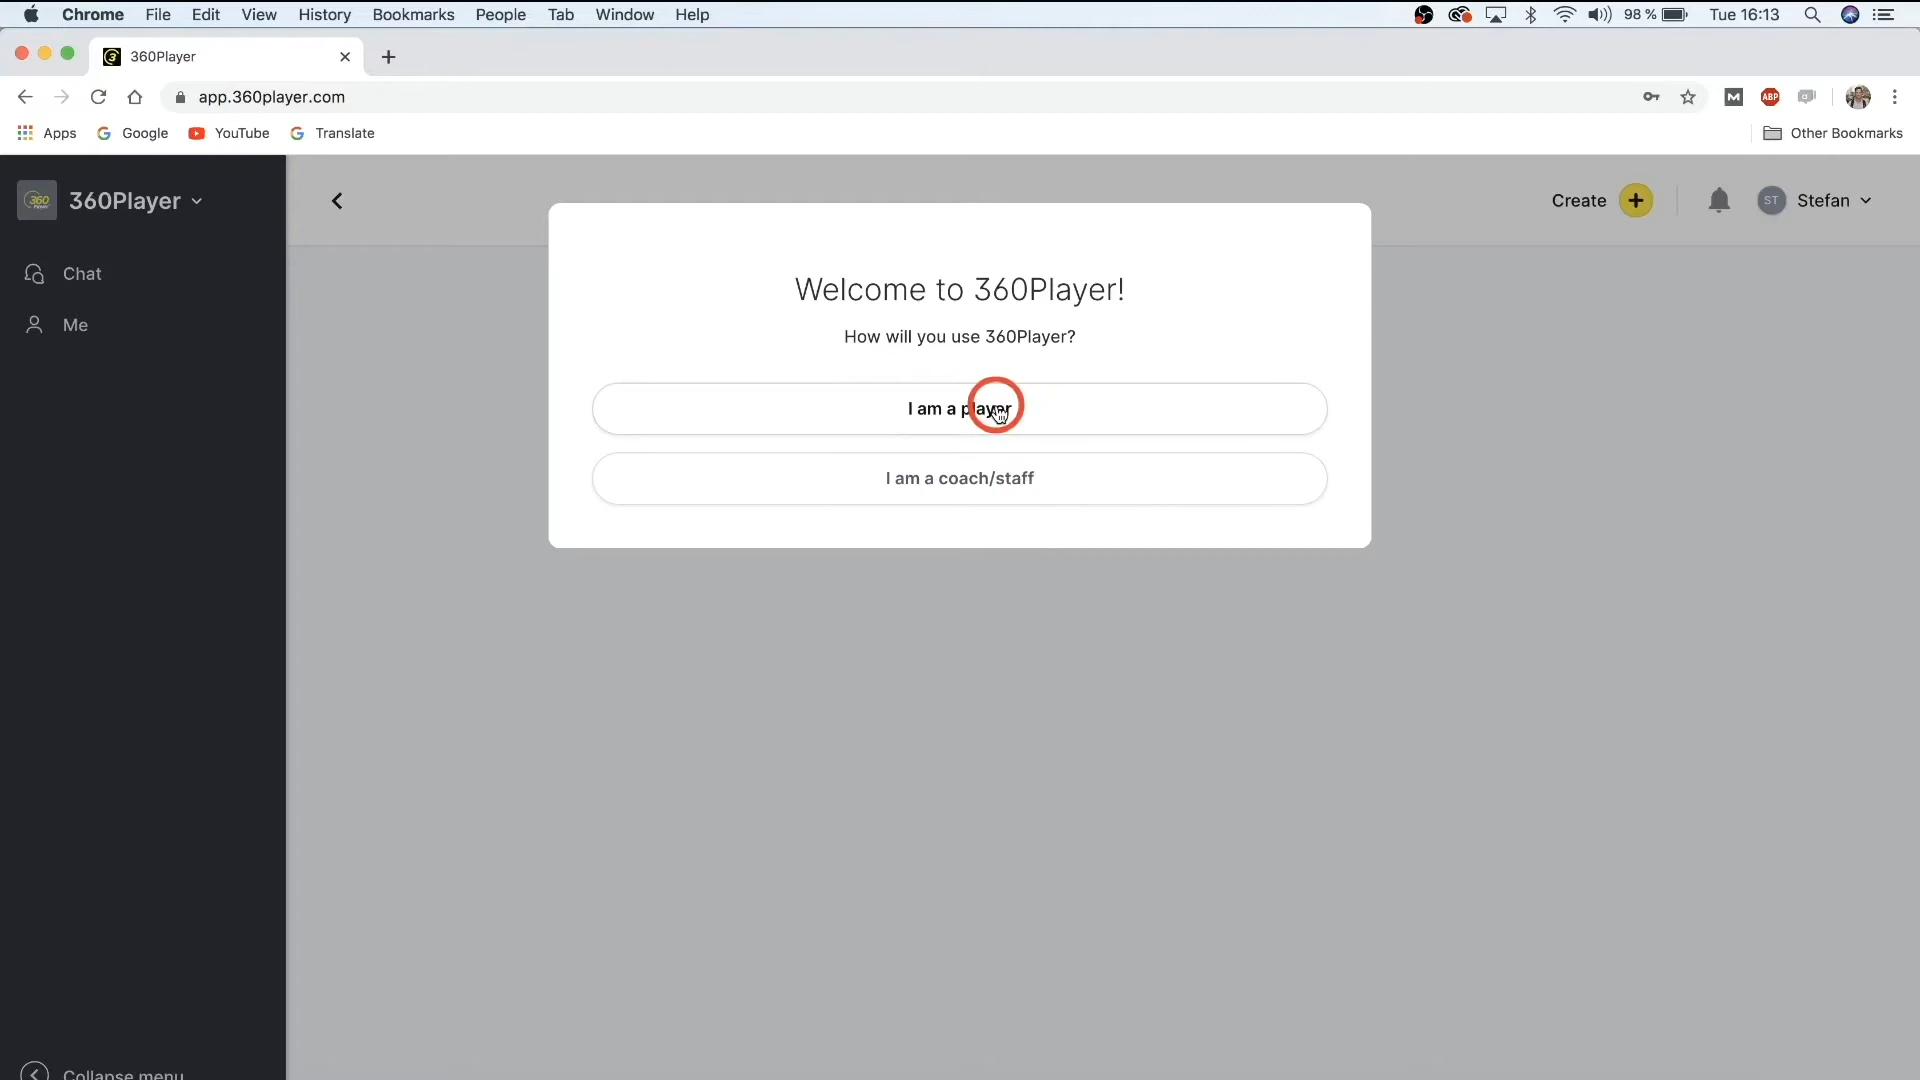 Chrome File Edit View History Bookmarks People Tab Window Help 98 % Tue 16:13
360Player
app.360player.com ABP
Apps Google YouTube Translate Other Bookmarks
360 360Player Create ST Stefan
Chat
Me
Welcome to 360Player!
How will you use 360Player?
I am a player
I am a coach/staff
Collapse menu